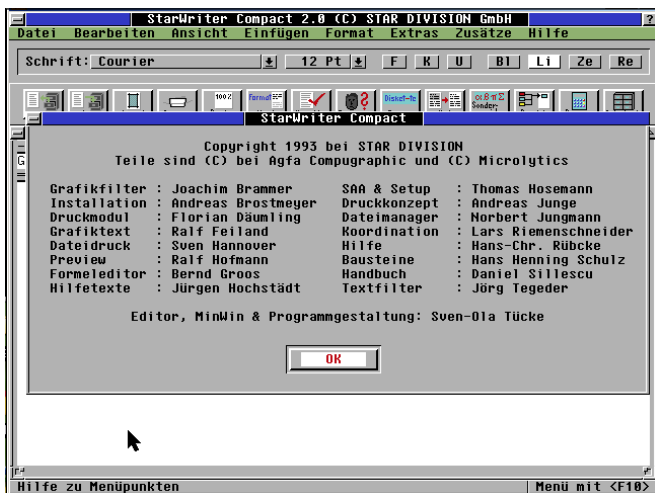 StarWriter Compact 2.0 (C) STAR DIVISION GmbH ?
Datei Bearbeiten Ansicht Einfügen Format Extras Zusätze Hilfe
Schrift: Courier 12 Pt F K U Bl Li Ze Re
100% Format Diskette Sonder.
StarWriter Compact
Copyright 1993 bei STAR DIVISION
Teile sind (C) bei Agfa Compugraphic und (C) Microlytics
Grafikfilter : Joachim Brammer SAA & Setup : Thomas Hosemann
Installation : Andreas Brostmeyer Druckkonzept : Andreas Junge
Druckmodul : Florian Däumling Dateimanager : Norbert Jungmann
Grafiktext : Ralf Feiland Koordination : Lars Riemenschneider
Dateidruck : Sven Hannover Hilfe : Hans-Chr. Rübcke
Preview : Ralf Hofmann Bausteine : Hans Henning Schulz
Formeleditor : Bernd Groos Handbuch : Daniel Sillescu
Hilfetexte : Jürgen Hochstädt Textfilter : Jörg Tegeder
Editor, MinWin & Programmgestaltung: Sven-Ola Tücke
OK
Hilfe zu Menüpunkten Menü mit <F10>